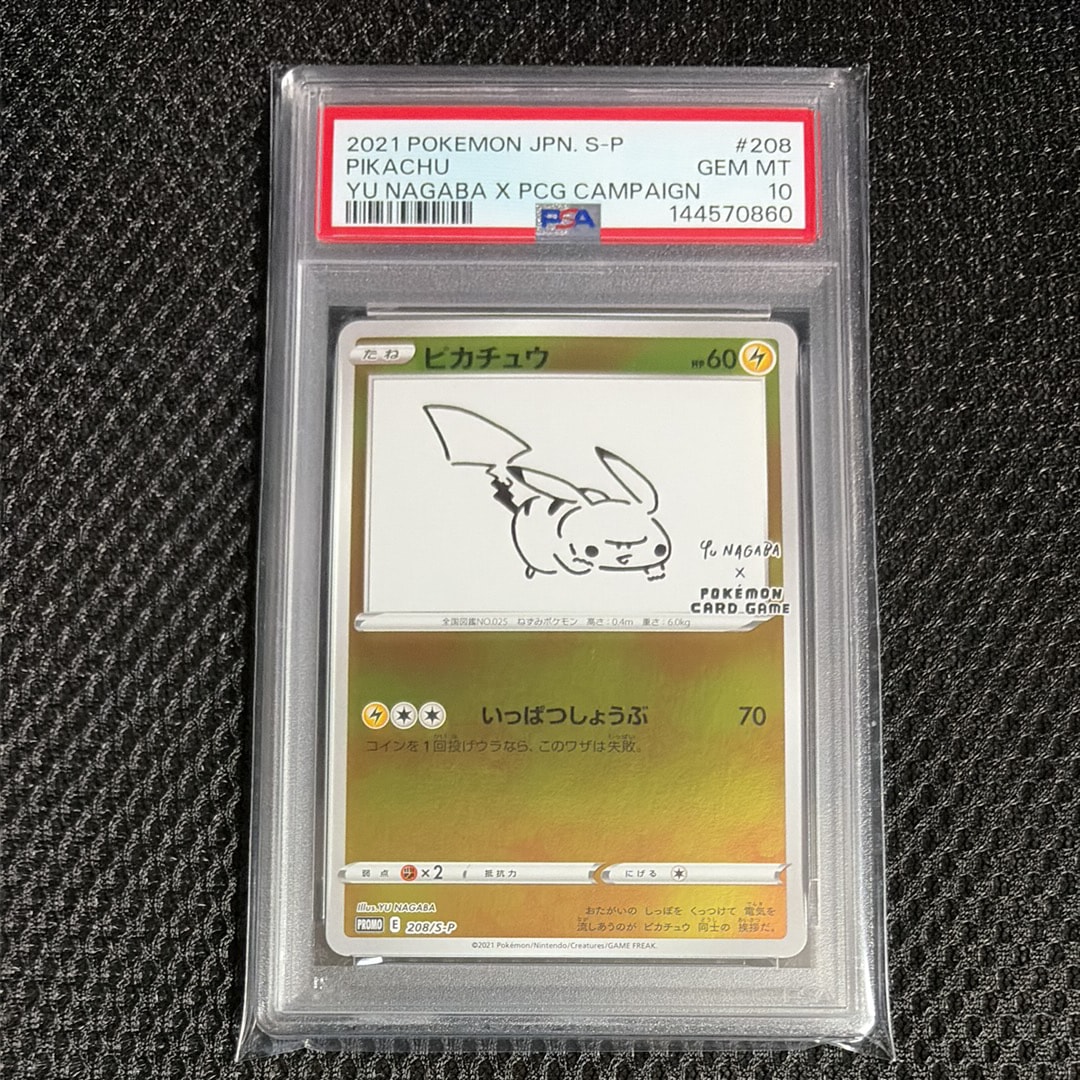 2021 POKEMON JPN. S-P #208
PIKACHU GEM MT
YU NAGABA X PCG CAMPAIGN 10
PSA 144570860
たね ピカチュウ HP60
YU NAGABA
X
POKÉMON
CARD GAME
全国図鑑NO.025 ねずみポケモン 高さ:0.4m 重さ:6.0kg
いっぱつしょうぶ 70
コインを1回投げウラなら、このワザは失敗。
弱点 ×2 抵抗力 にげる
illus. YU NAGABA
PROMO E 208/S-P
おたがいの しっぽを くっつけて 電気を
流しあうのが ピカチュウ 同士の 挨拶だ。
©2021 Pokémon/Nintendo/Creatures/GAME FREAK.